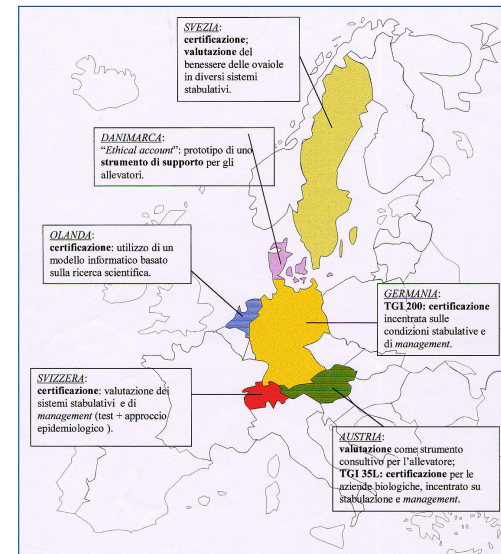 SVEZIA:
certificazione;
valutazione del
benessere delle ovaiole
in diversi sistemi
stabulativi.
DANIMARCA:
“Ethical account”: prototipo di uno
strumento di supporto per gli
allevatori.
OLANDA:
certificazione: utilizzo di un
modello informatico basato
sulla ricerca scientifica.
GERMANIA:
TGI 200: certificazione
incentrata sulle
condizioni stabulative e
di management.
SVIZZERA:
certificazione: valutazione dei
sistemi stabulativi e di
management (test + approccio
epidemiologico ).
AUSTRIA:
valutazione come strumento
consultivo per l'allevatore;
TGI 35L: certificazione per le
aziende biologiche, incentrato su
stabulazione e management.